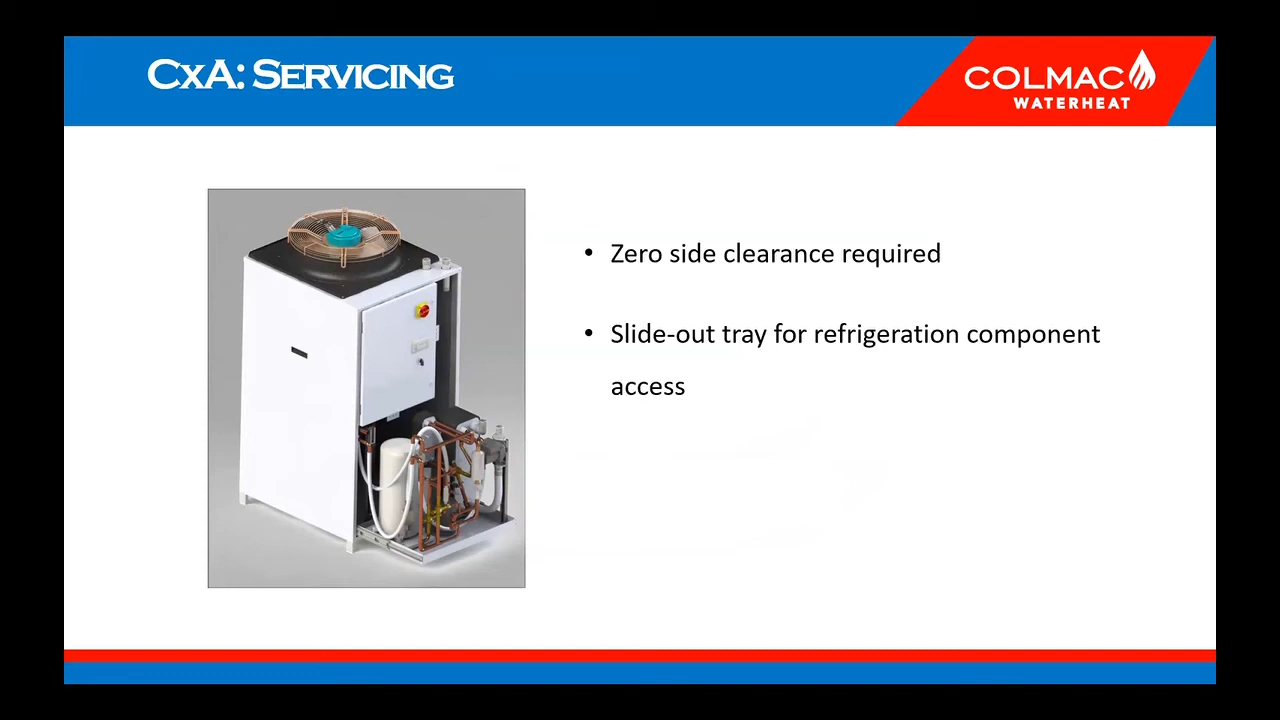 CxA: Servicing
COLMAC
WATERHEAT
• Zero side clearance required
• Slide-out tray for refrigeration component
access